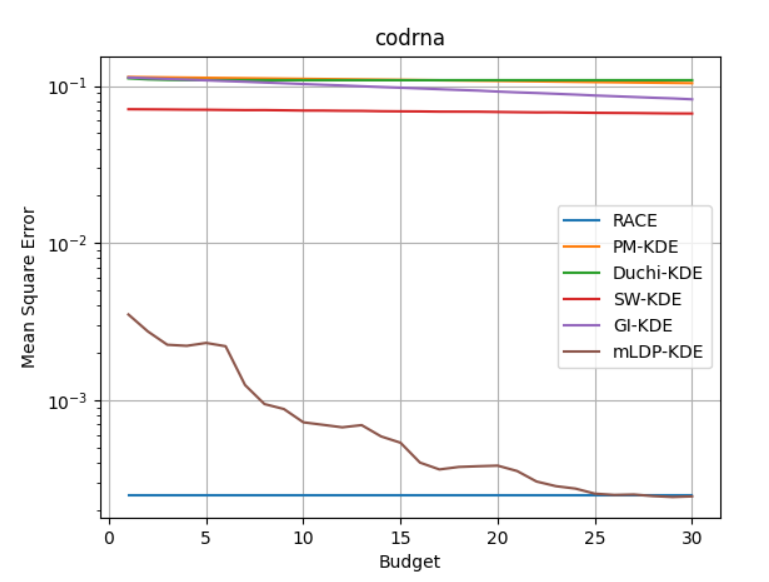 codrna
10⁻¹
10⁻²
10⁻³
Mean Square Error
RACE
PM-KDE
Duchi-KDE
SW-KDE
GI-KDE
mLDP-KDE
0 5 10 15 20 25 30
Budget